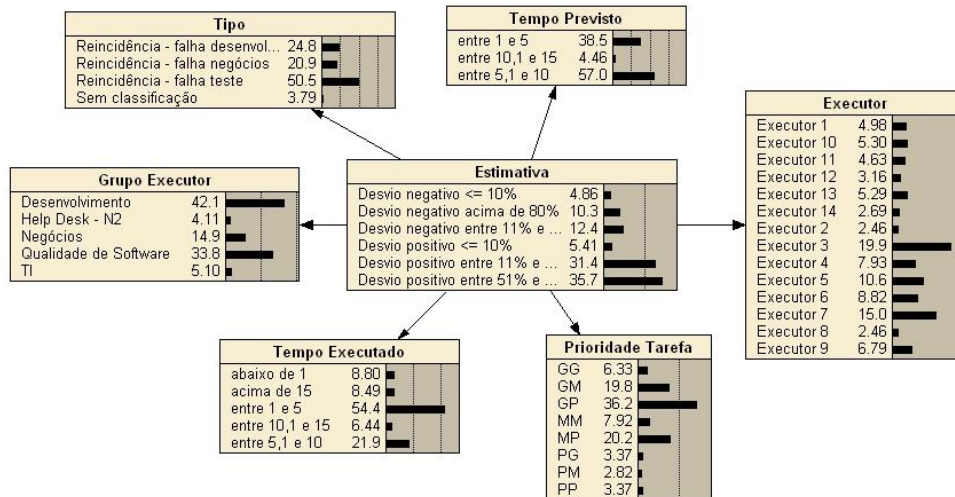 Tipo
Reincidência - falha desenvol... 24.8
Reincidência - falha negócios 20.9
Reincidência - falha teste 50.5
Sem classificação 3.79
Tempo Previsto
entre 1 e 5 38.5
entre 10,1 e 15 4.46
entre 5,1 e 10 57.0
Executor
Executor 1 4.98
Executor 10 5.30
Executor 11 4.63
Executor 12 3.16
Executor 13 5.29
Executor 14 2.69
Executor 2 2.46
Executor 3 19.9
Executor 4 7.93
Executor 5 10.6
Executor 6 8.82
Executor 7 15.0
Executor 8 2.46
Executor 9 6.79
Grupo Executor
Desenvolvimento 42.1
Help Desk - N2 4.11
Negócios 14.9
Qualidade de Software 33.8
TI 5.10
Estimativa
Desvio negativo <= 10% 4.86
Desvio negativo acima de 80% 10.3
Desvio negativo entre 11% e ... 12.4
Desvio positivo <= 10% 5.41
Desvio positivo entre 11% e ... 31.4
Desvio positivo entre 51% e ... 35.7
Tempo Executado
abaixo de 1 8.80
acima de 15 8.49
entre 1 e 5 54.4
entre 10,1 e 15 6.44
entre 5,1 e 10 21.9
Prioridade Tarefa
GG 6.33
GM 19.8
GP 36.2
MM 7.92
MP 20.2
PG 3.37
PM 2.82
PP 3.37